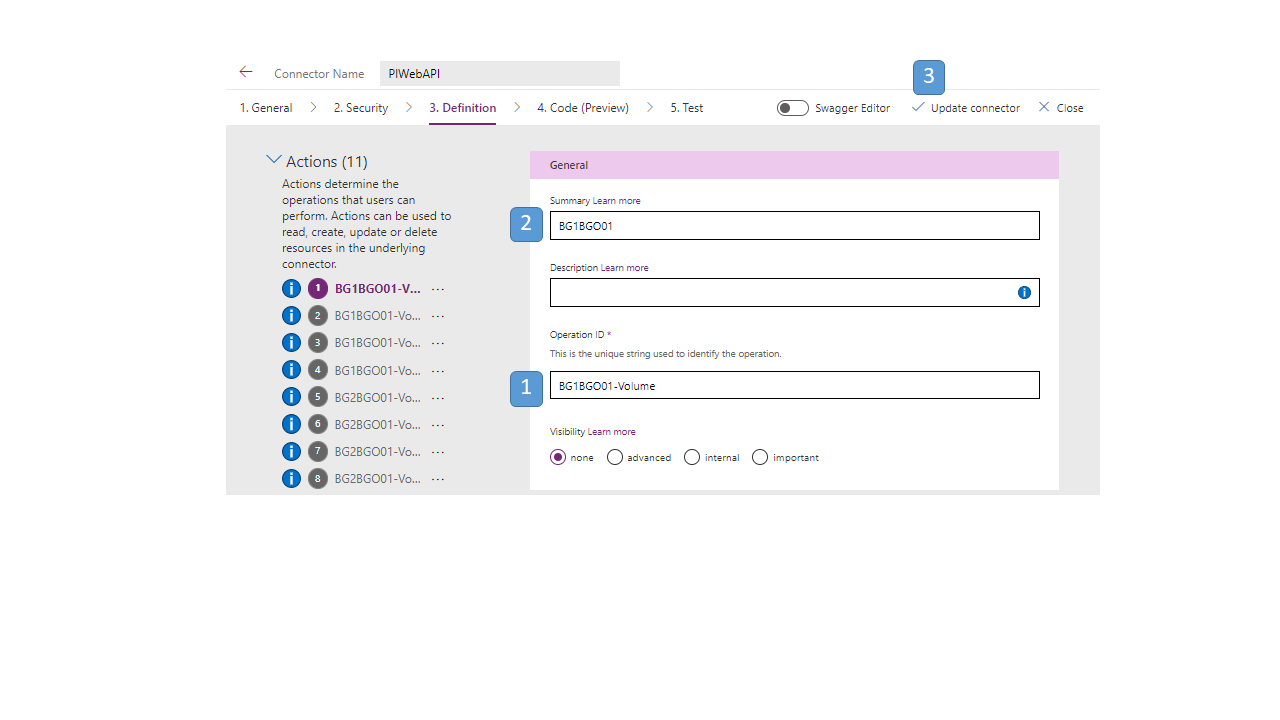 3
Connector Name PIWebAPI
1. General 2. Security 3. Definition 4. Code (Preview) 5. Test Swagger Editor Update connector Close
Actions (11)
Actions determine the
operations that users can
perform. Actions can be used to
read, create, update or delete
resources in the underlying
connector.
1 BG1BGO01-V... ...
2 BG1BGO01-Vo... ...
3 BG1BGO01-Vo... ...
4 BG1BGO01-Vo... ...
5 BG2BGO01-Vo... ...
6 BG2BGO01-Vo... ...
7 BG2BGO01-Vo... ...
8 BG2BGO01-Vo... ...
General
Summary Learn more
2 BG1BGO01
Description Learn more
Operation ID *
This is the unique string used to identify the operation.
1 BG1BGO01-Volume
Visibility Learn more
none advanced internal important